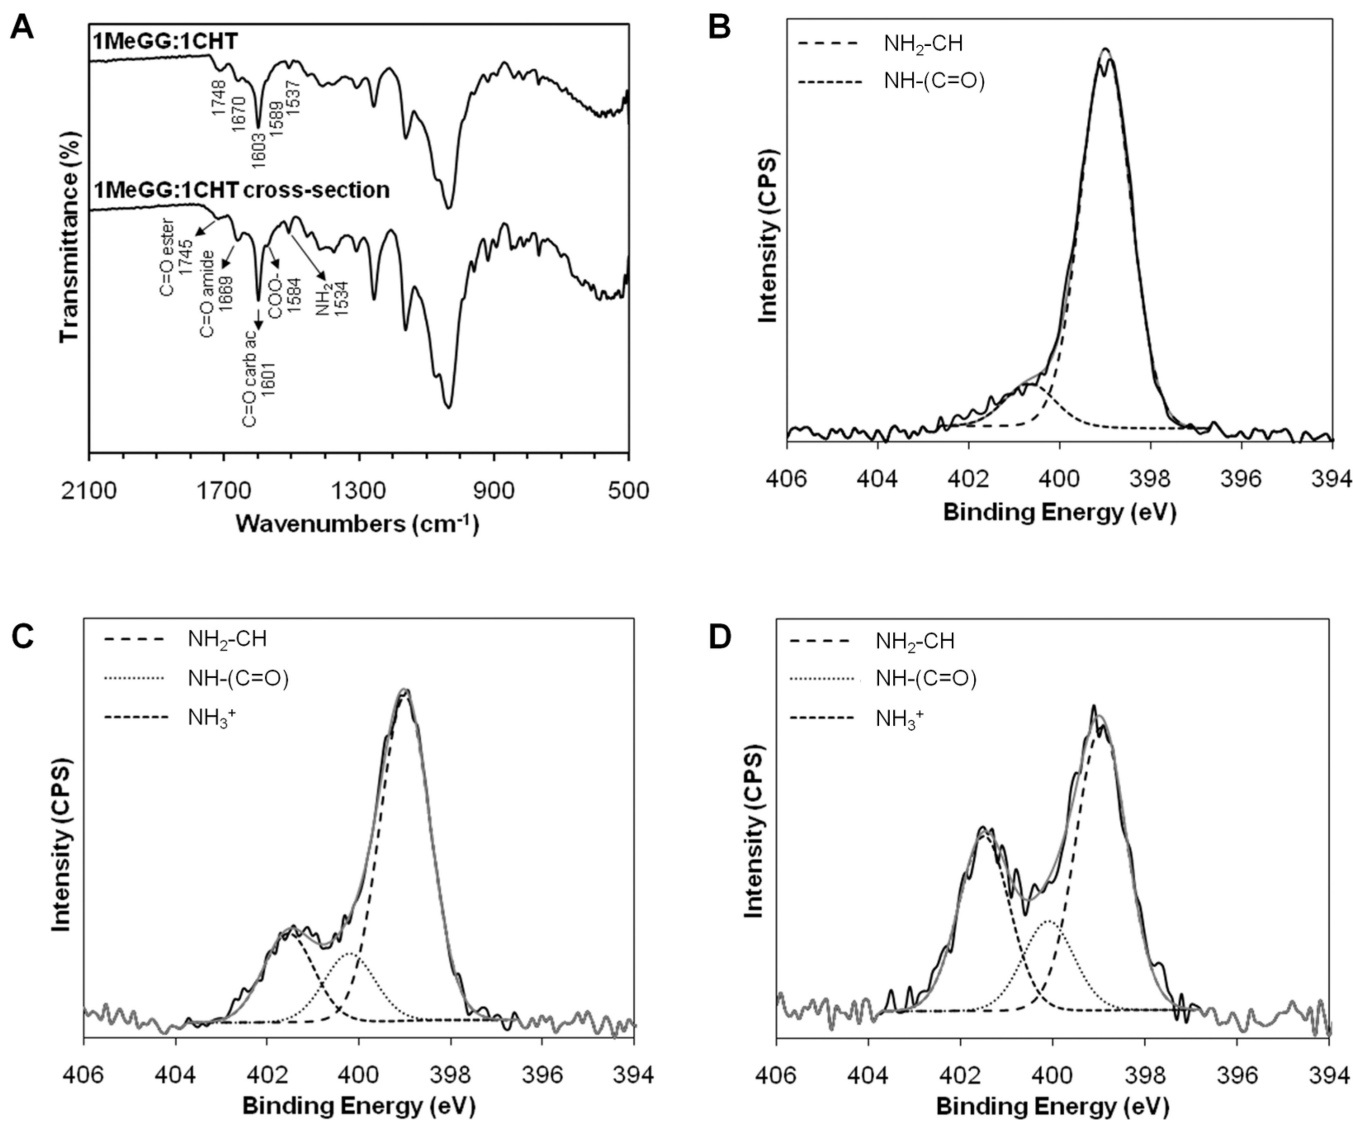 A
1MeGG:1CHT
1748
1670
1603
1589
1537
1MeGG:1CHT cross-section
C=O ester
1745
C=O amide
1669
C=O carb ac
1601
COO-
1584
NH2
1534
Transmittance (%)
2100 1700 1300 900 500
Wavenumbers (cm-1)
B
NH2-CH
NH-(C=O)
Intensity (CPS)
406 404 402 400 398 396 394
Binding Energy (eV)
C
NH2-CH
NH-(C=O)
NH3+
Intensity (CPS)
406 404 402 400 398 396 394
Binding Energy (eV)
D
NH2-CH
NH-(C=O)
NH3+
Intensity (CPS)
406 404 402 400 398 396 394
Binding Energy (eV)